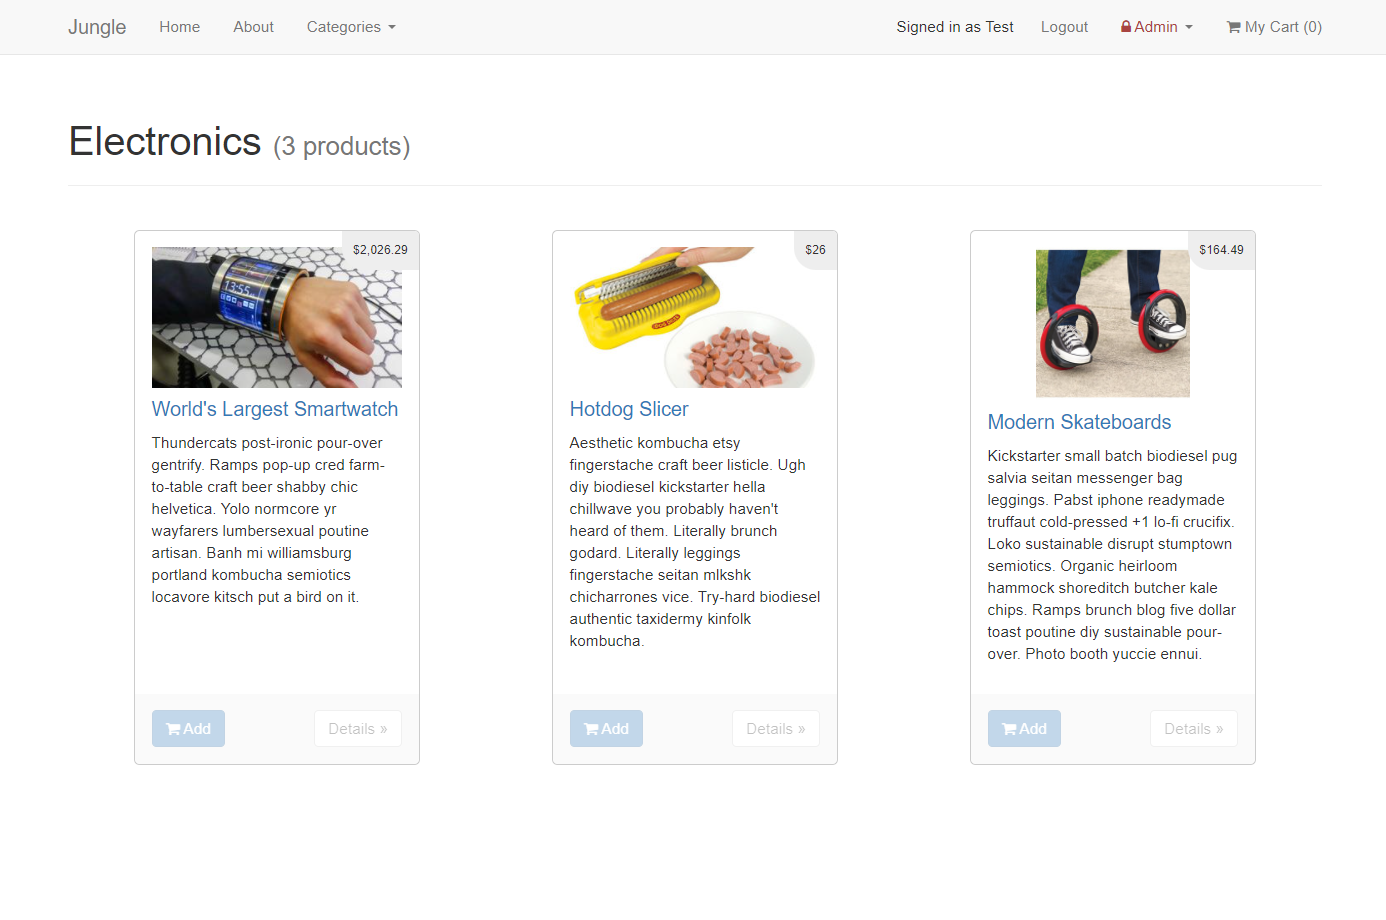 Jungle Home About Categories Signed in as Test Logout Admin My Cart (0)
Electronics (3 products)
$2,026.29
13:55
World's Largest Smartwatch
Thundercats post-ironic pour-over
gentrify. Ramps pop-up cred farm-
to-table craft beer shabby chic
helvetica. Yolo normcore yr
wayfarers lumbersexual poutine
artisan. Banh mi williamsburg
portland kombucha semiotics
locavore kitsch put a bird on it.
Add Details »
$26
Hotdog Slicer
Aesthetic kombucha etsy
fingerstache craft beer listicle. Ugh
diy biodiesel kickstarter hella
chillwave you probably haven't
heard of them. Literally brunch
godard. Literally leggings
fingerstache seitan mlkshk
chicharrones vice. Try-hard biodiesel
authentic taxidermy kinfolk
kombucha.
Add Details »
$164.49
Modern Skateboards
Kickstarter small batch biodiesel pug
salvia seitan messenger bag
leggings. Pabst iphone readymade
truffaut cold-pressed +1 lo-fi crucifix.
Loko sustainable disrupt stumptown
semiotics. Organic heirloom
hammock shoreditch butcher kale
chips. Ramps brunch blog five dollar
toast poutine diy sustainable pour-
over. Photo booth yuccie ennui.
Add Details »